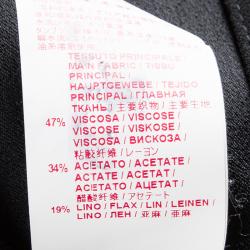 TESSUTO PRINCIPALE
MAIN FABRIC / TISSU
PRINCIPAL /
HAUPTGEWEBE / TEJIDO
PRINCIPAL / ГЛАВНАЯ
ТКАНЬ / 主要织物 / 主要生地
47% VISCOSA / VISCOSE /
VISCOSE / VISKOSE /
VISCOSA / ВИСКОЗА /
粘胶纤维 / レーヨン
34% ACETATO / ACETATE /
ACETATE / ACETAT /
ACETATO / АЦЕТАТ /
醋酸纤维 / アセテート
19% LINO / FLAX / LIN / LEINEN /
LINO / ЛЕН / 亚麻 / 亜麻